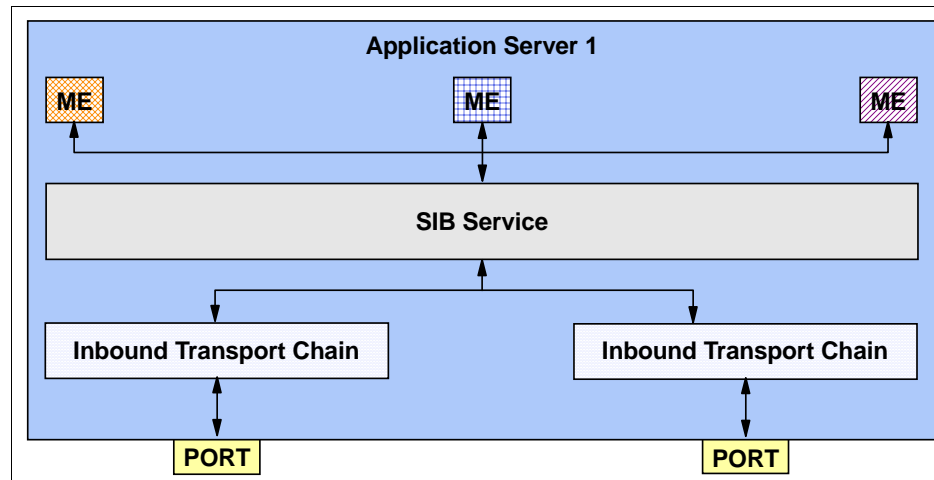 Application Server 1
ME ME ME
SIB Service
Inbound Transport Chain Inbound Transport Chain
PORT PORT